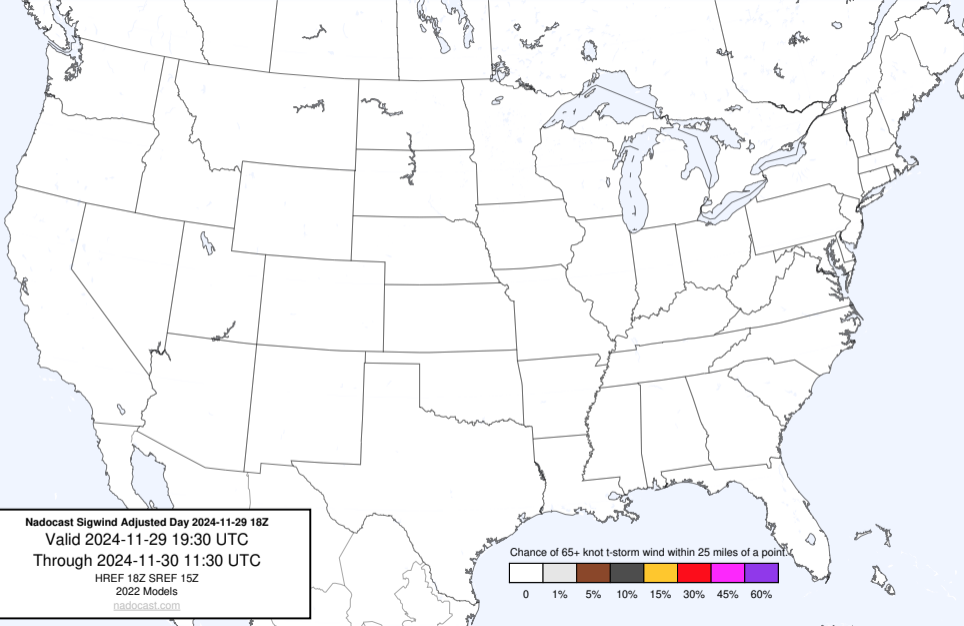 Nadocast Sigwind Adjusted Day 2024-11-29 18Z
Valid 2024-11-29 19:30 UTC
Through 2024-11-30 11:30 UTC
HREF 18Z SREF 15Z
2022 Models
nadocast.com
Chance of 65+ knot t-storm wind within 25 miles of a point.
0 1% 5% 10% 15% 30% 45% 60%